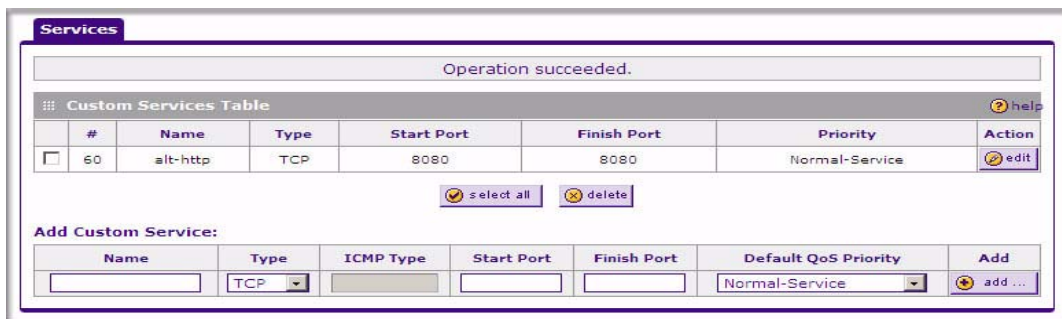 Services
Operation succeeded.
Custom Services Table help
# Name Type Start Port Finish Port Priority Action
60 alt-http TCP 8080 8080 Normal-Service edit
select all delete
Add Custom Service:
Name Type ICMP Type Start Port Finish Port Default QoS Priority Add
TCP Normal-Service add ...